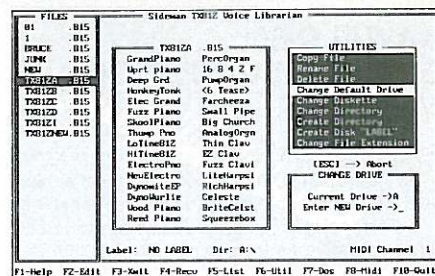 FILES
Sideman TX81Z Voice Librarian
01 .B15
1 .B15
BRUCE .B15
JUNK .B15
NEW .B15
TX81ZA .B15
TX81ZB .B15
TX81ZC .B15
TX81ZD .B15
TX81ZI .B15
TX81ZNEW.B15
TX81ZA .B15
GrandPiano PercOrgan
Uprt piano 16 8 4 2 F
Deep Grd PumpOrgan
HonkeyTonk <6 Tease>
Elec Grand Farcheeza
Fuzz Piano Small Pipe
SkoolPiano Big Church
Thump Pno AnalogOrgn
LoTine81Z Thin Clav
HiTine81Z EZ Clav
ElectroPno Fuzz Clavi
NewElectro LiteHarpsi
DynomiteEP RichHarpsi
DynoWurlie Celeste
Wood Piano BriteCelst
Reed Piano Squeezebox
UTILITIES
Copy File
Rename File
Delete File
Change Default Drive
Change Diskette
Change Directory
Create Directory
Create Disk "LABEL"
Change File Extension
[ESC] —> Abort
CHANGE DRIVE
Current Drive ->A
Enter NEW Drive ->_
Label: NO LABEL Dir: A:\ MIDI Channel 1
F1-Help F2-Edit F3-Xmit F4-Recv F5-List F6-Util F7-Dos F8-Midi F10-Quit